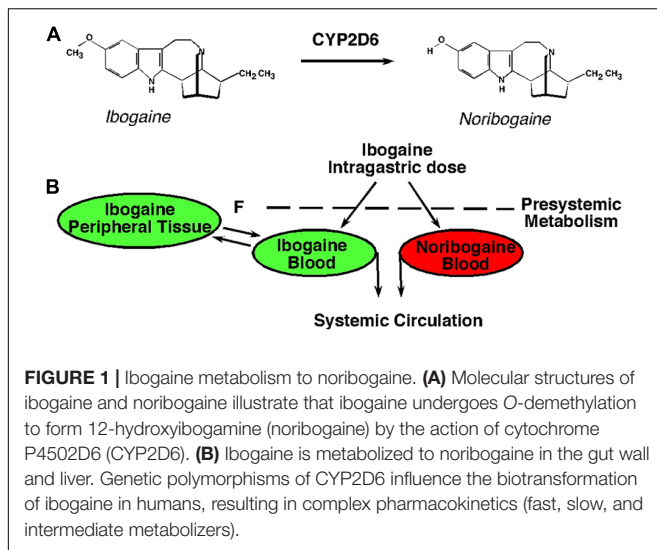 A
O
CH₃
N
NH
CH₂CH₃
Ibogaine
CYP2D6
O
H
N
NH
CH₂CH₃
Noribogaine
B
Ibogaine
Intragastric dose
F
Presystemic
Metabolism
Ibogaine
Peripheral Tissue
Ibogaine
Blood
Noribogaine
Blood
Systemic Circulation
FIGURE 1 | Ibogaine metabolism to noribogaine. (A) Molecular structures of
ibogaine and noribogaine illustrate that ibogaine undergoes O-demethylation
to form 12-hydroxyibogamine (noribogaine) by the action of cytochrome
P4502D6 (CYP2D6). (B) Ibogaine is metabolized to noribogaine in the gut wall
and liver. Genetic polymorphisms of CYP2D6 influence the biotransformation
of ibogaine in humans, resulting in complex pharmacokinetics (fast, slow, and
intermediate metabolizers).